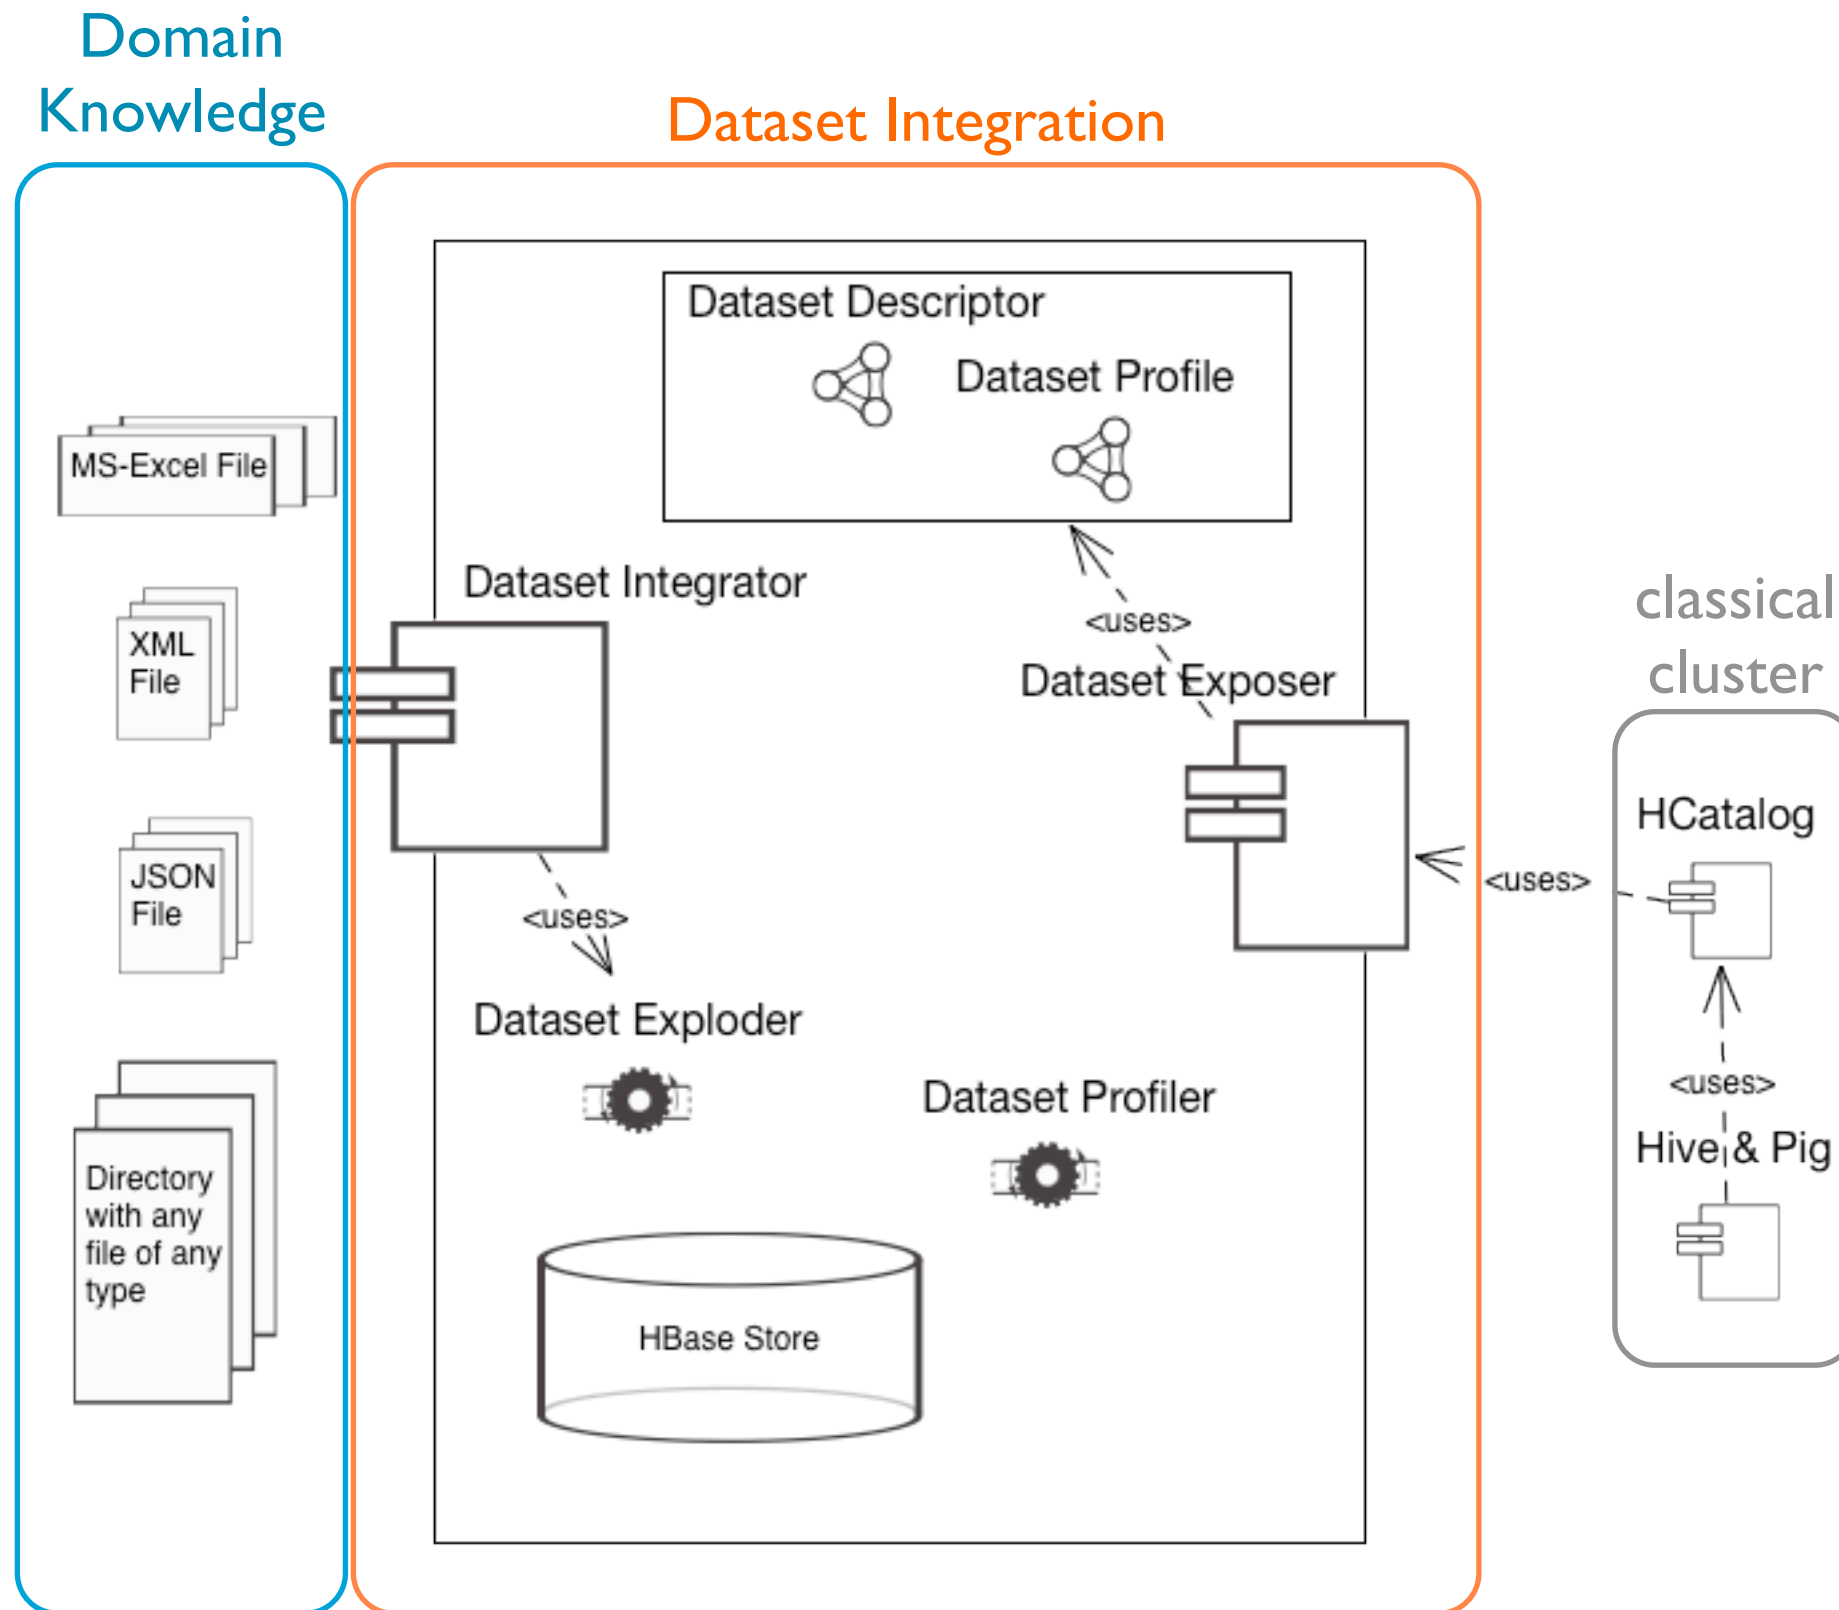 Domain
Knowledge
Dataset Integration
MS-Excel File
XML
File
JSON
File
Directory
with any
file of any
type
Dataset Descriptor
Dataset Profile
<uses>
Dataset Integrator
Dataset Exposer
<uses>
Dataset Exploder
Dataset Profiler
HBase Store
<uses>
classical
cluster
HCatalog
<uses>
Hive & Pig